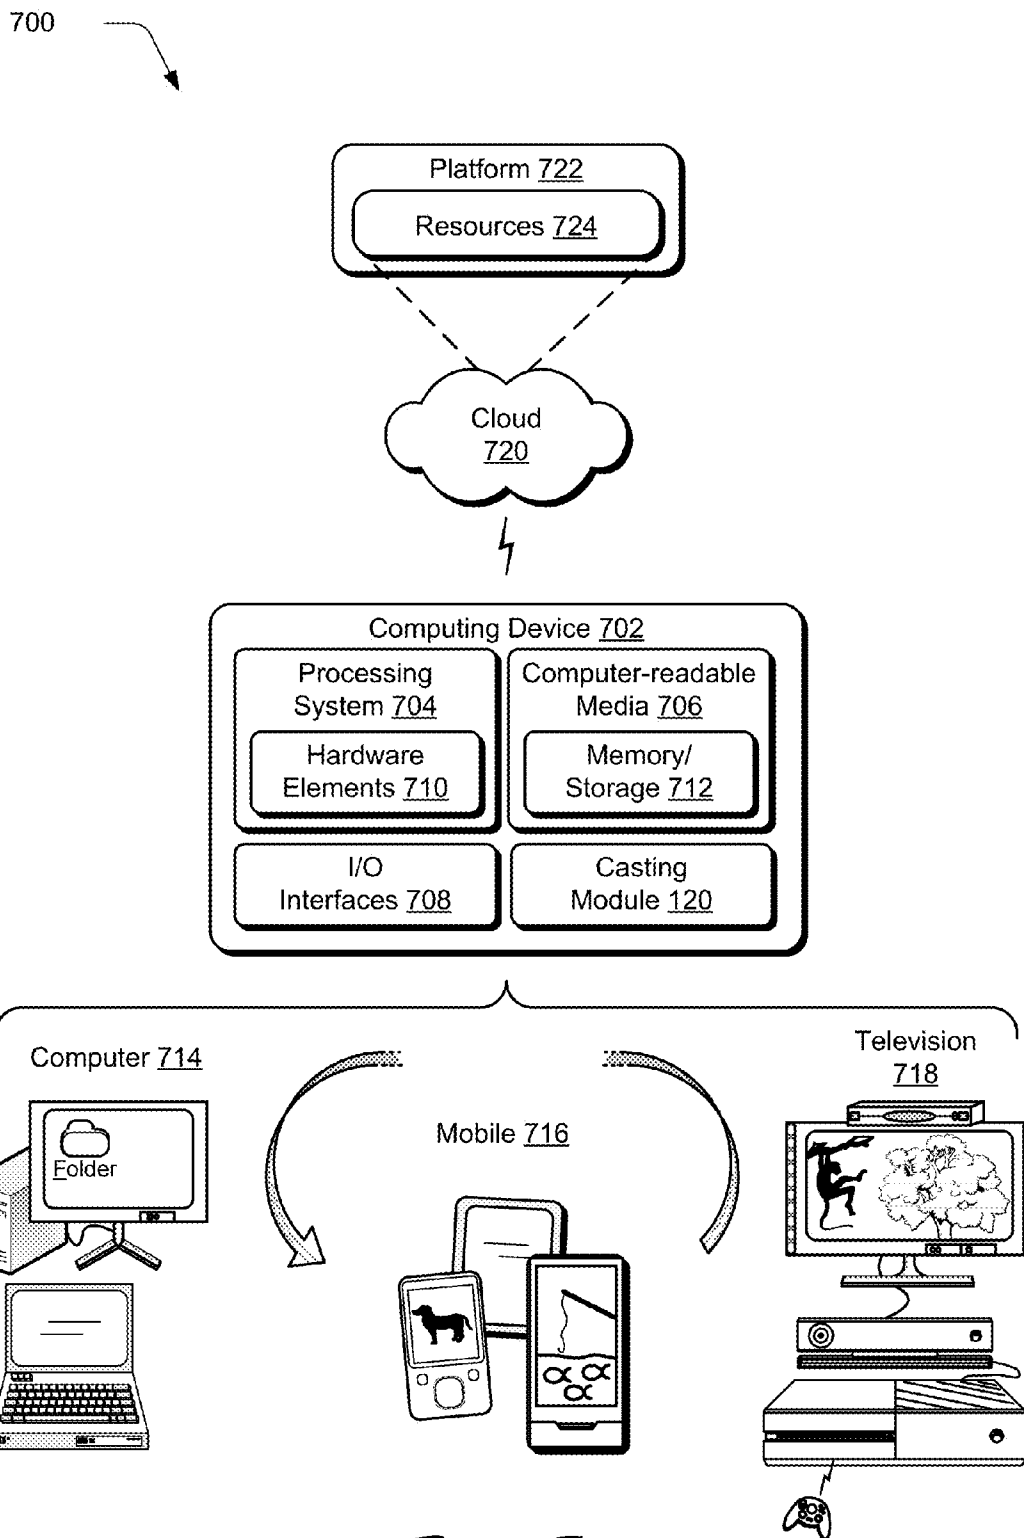 700
Platform 722
Resources 724
Cloud
720
Computing Device 702
Processing
System 704
Hardware
Elements 710
Computer-readable
Media 706
Memory/
Storage 712
I/O
Interfaces 708
Casting
Module 120
Computer 714
Folder
Mobile 716
Television
718